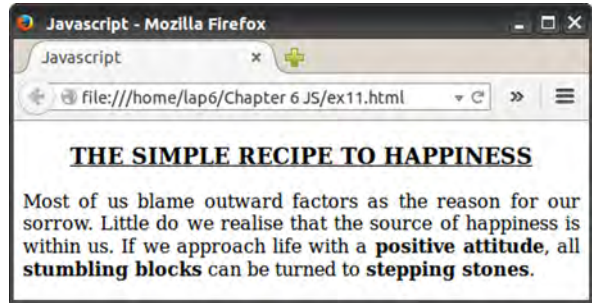 Javascript - Mozilla Firefox
Javascript
file:///home/lap6/Chapter 6 JS/ex11.html
THE SIMPLE RECIPE TO HAPPINESS
Most of us blame outward factors as the reason for our
sorrow. Little do we realise that the source of happiness is
within us. If we approach life with a positive attitude, all
stumbling blocks can be turned to stepping stones.